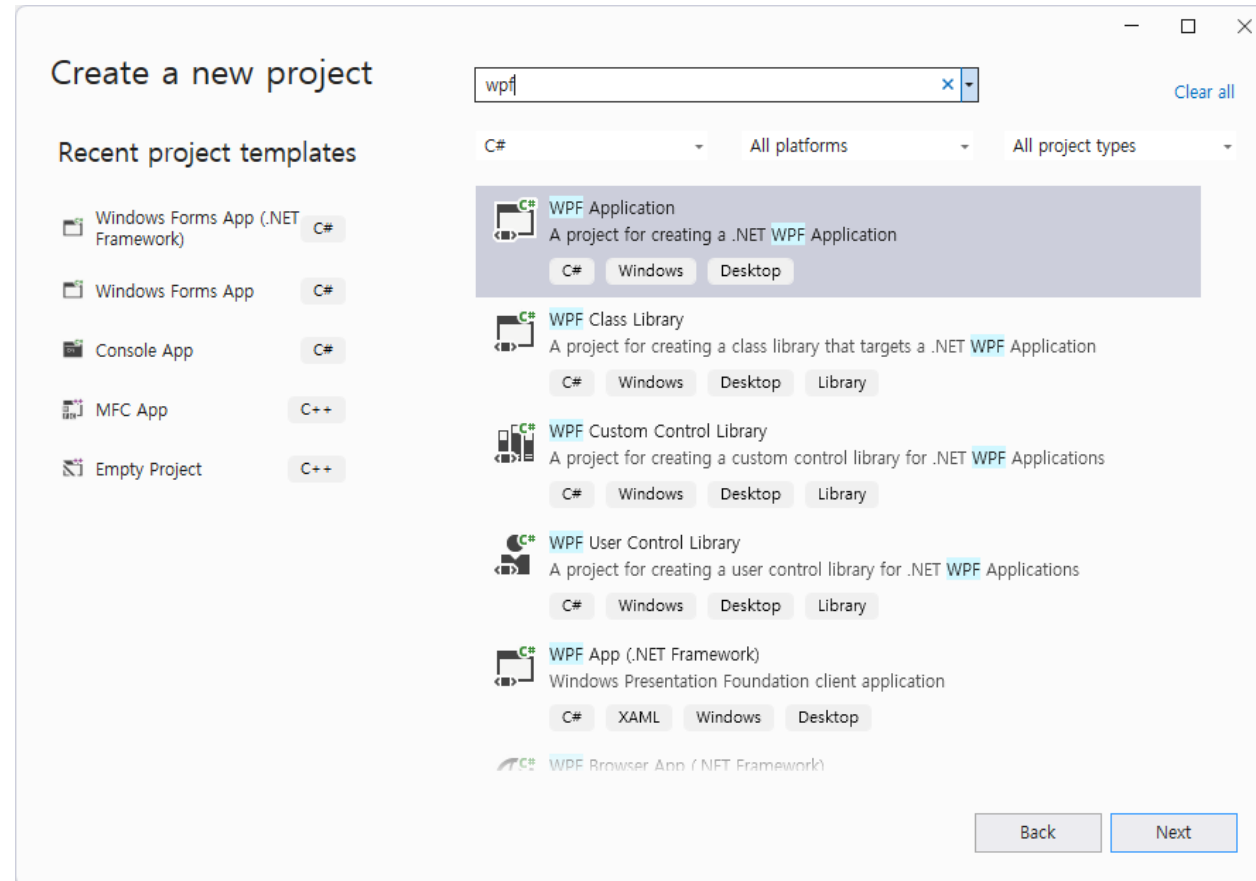 Create a new project
wpf
Clear all
Recent project templates
C#
All platforms
All project types
Windows Forms App (.NET
Framework)
C#
Windows Forms App
C#
Console App
C#
MFC App
C++
Empty Project
C++
WPF Application
A project for creating a .NET WPF Application
C# Windows Desktop
WPF Class Library
A project for creating a class library that targets a .NET WPF Application
C# Windows Desktop Library
WPF Custom Control Library
A project for creating a custom control library for .NET WPF Applications
C# Windows Desktop Library
WPF User Control Library
A project for creating a user control library for .NET WPF Applications
C# Windows Desktop Library
WPF App (.NET Framework)
Windows Presentation Foundation client application
C# XAML Windows Desktop
WPF Browser App (.NET Framework)
Back
Next